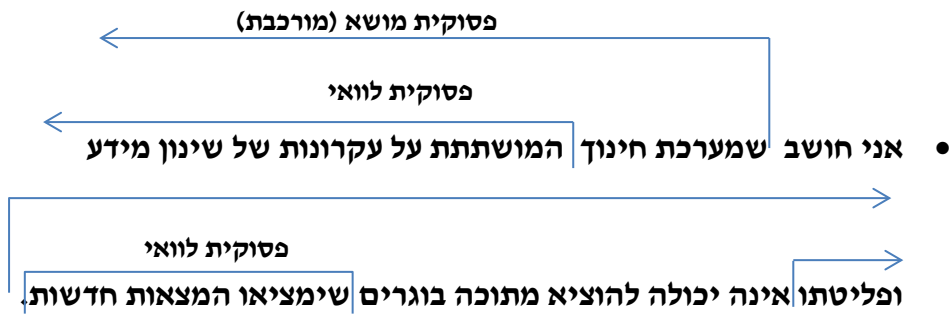 פסוקית מושא (מורכבת)
פסוקית לוואי
• אני חושב שמערכת חינוך המושתתת על עקרונות של שינון מידע
פסוקית לוואי
ופליטתו אינה יכולה להוציא מתוכה בוגרים שימציאו המצאות חדשות.